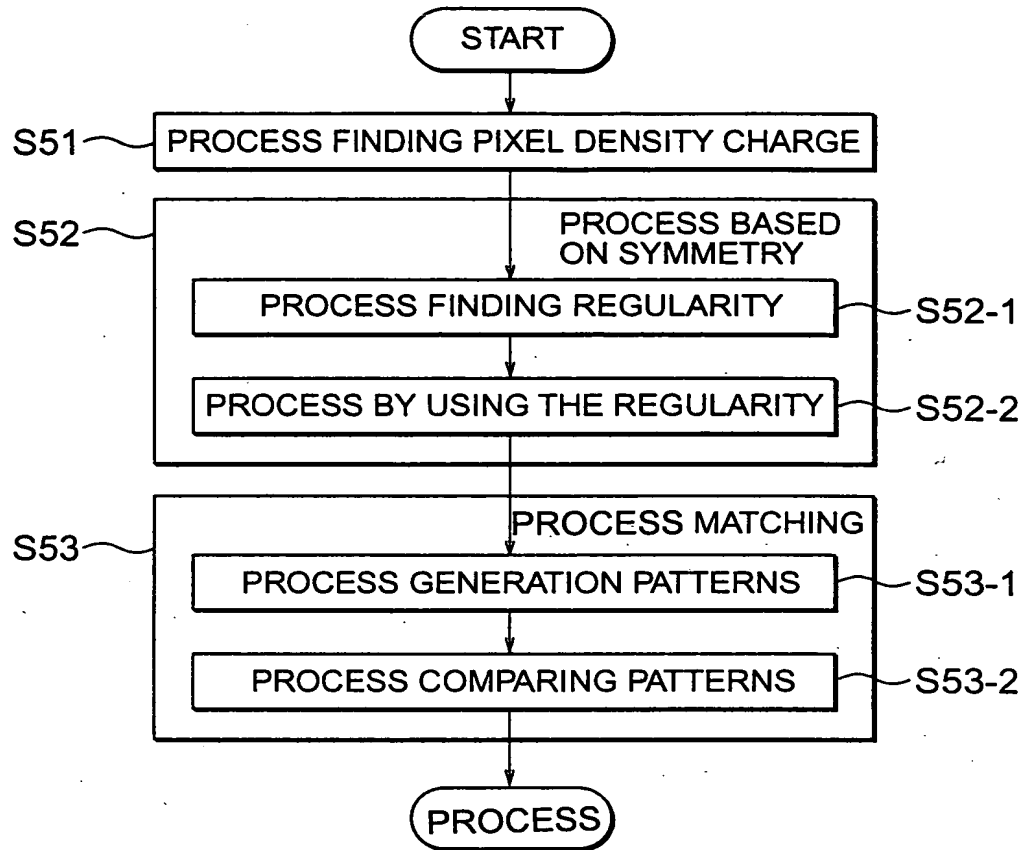 START
S51
PROCESS FINDING PIXEL DENSITY CHARGE
S52
PROCESS BASED
ON SYMMETRY
PROCESS FINDING REGULARITY
S52-1
PROCESS BY USING THE REGULARITY
S52-2
S53
PROCESS MATCHING
PROCESS GENERATION PATTERNS
S53-1
PROCESS COMPARING PATTERNS
S53-2
PROCESS